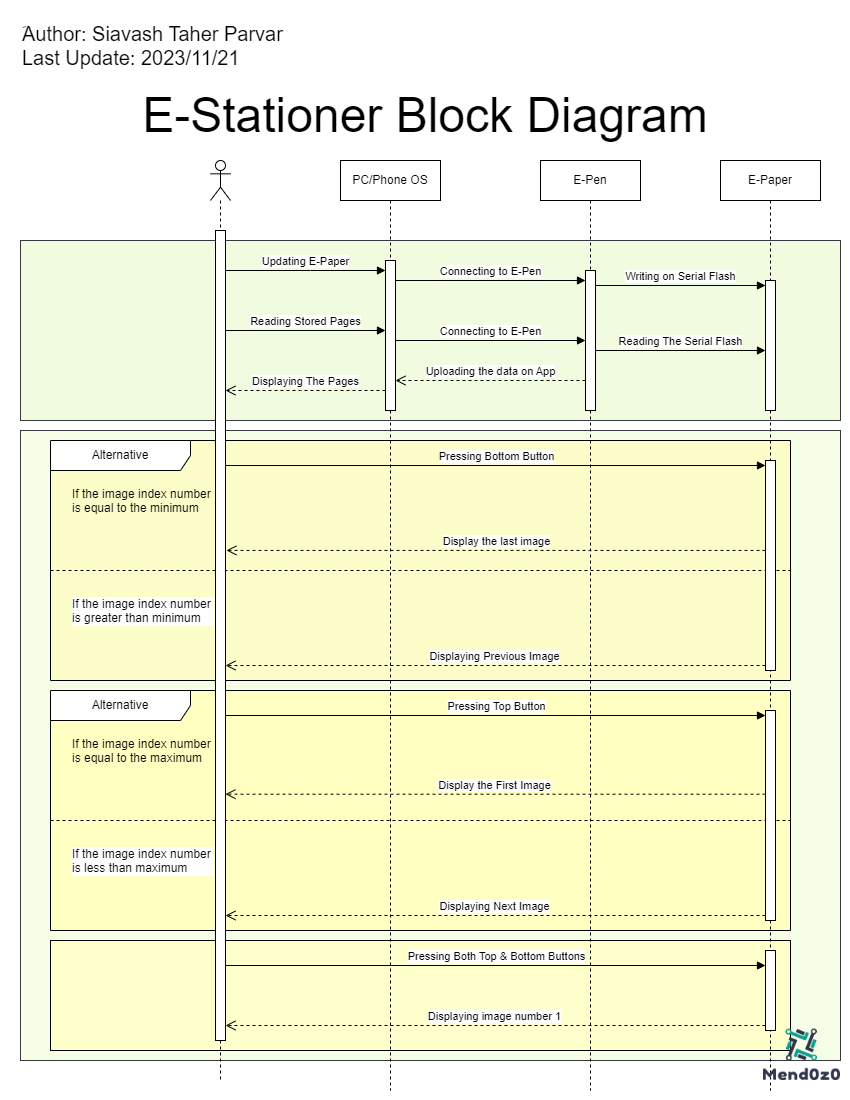 Author: Siavash Taher Parvar
Last Update: 2023/11/21
E-Stationer Block Diagram
PC/Phone OS
E-Pen
E-Paper
Updating E-Paper
Connecting to E-Pen
Writing on Serial Flash
Reading Stored Pages
Connecting to E-Pen
Reading The Serial Flash
Displaying The Pages
Uploading the data on App
Alternative
Pressing Bottom Button
If the image index number
is equal to the minimum
Display the last image
If the image index number
is greater than minimum
Displaying Previous Image
Alternative
Pressing Top Button
If the image index number
is equal to the maximum
Display the First Image
If the image index number
is less than maximum
Displaying Next Image
Pressing Both Top & Bottom Buttons
Displaying image number 1
Mend0z0